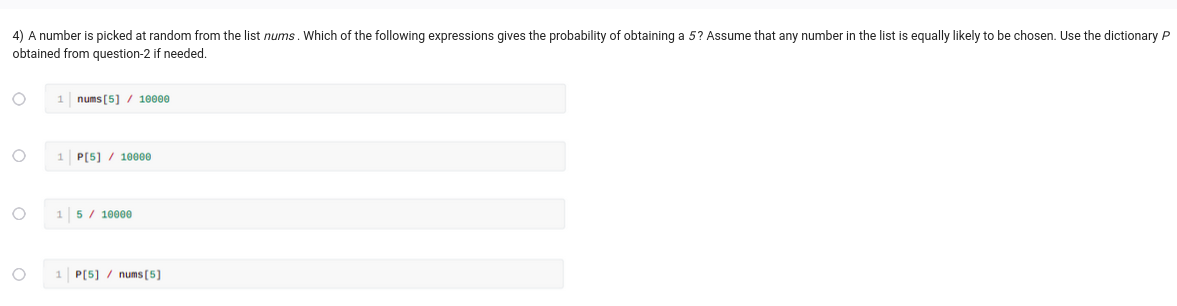 4) A number is picked at random from the list nums. Which of the following expressions gives the probability of obtaining a 5? Assume that any number in the list is equally likely to be chosen. Use the dictionary P
obtained from question-2 if needed.
1 nums[5] / 10000
1 P[5] / 10000
1 5 / 10000
1 P[5] / nums[5]